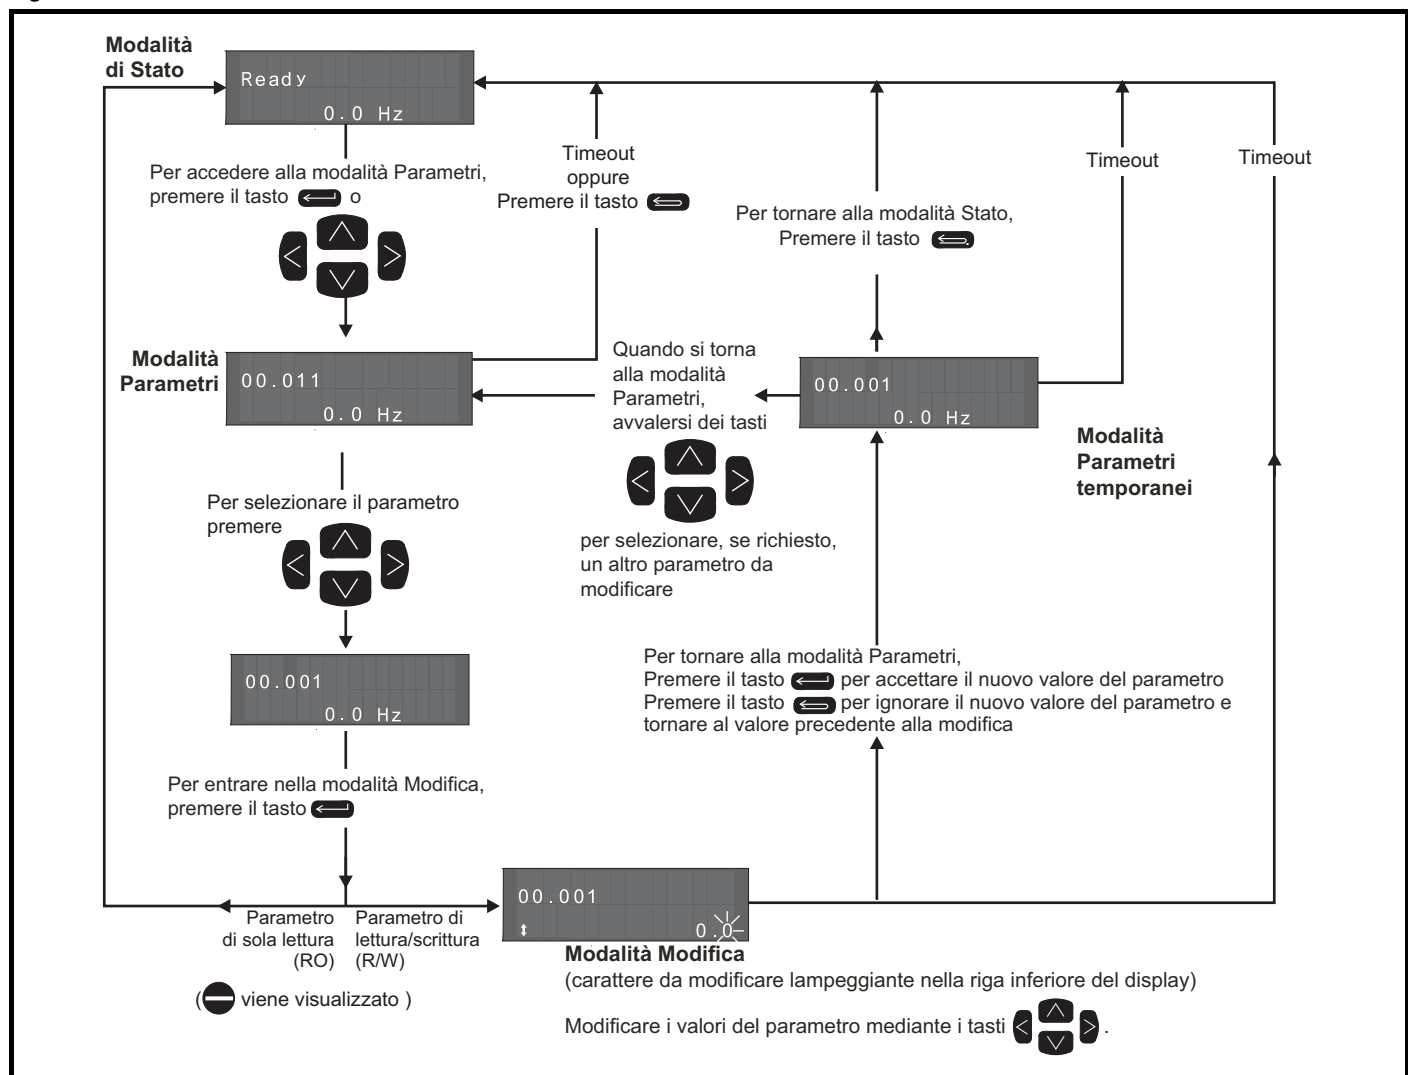 Modalità
di Stato
Ready
0.0 Hz
Per accedere alla modalità Parametri,
premere il tasto o
Timeout
oppure
Premere il tasto
Per tornare alla modalità Stato,
Premere il tasto
Timeout
Timeout
Modalità
Parametri
00.011
0.0 Hz
Quando si torna
alla modalità
Parametri,
avvalersi dei tasti
per selezionare, se richiesto,
un altro parametro da
modificare
00.001
0.0 Hz
Modalità
Parametri
temporanei
Per selezionare il parametro
premere
00.001
0.0 Hz
Per tornare alla modalità Parametri,
Premere il tasto per accettare il nuovo valore del parametro
Premere il tasto per ignorare il nuovo valore del parametro e
tornare al valore precedente alla modifica
Per entrare nella modalità Modifica,
premere il tasto
Parametro
di sola lettura
(RO)
Parametro di
lettura/scrittura
(R/W)
( viene visualizzato )
00.001
0.0
Modalità Modifica
(carattere da modificare lampeggiante nella riga inferiore del display)
Modificare i valori del parametro mediante i tasti .